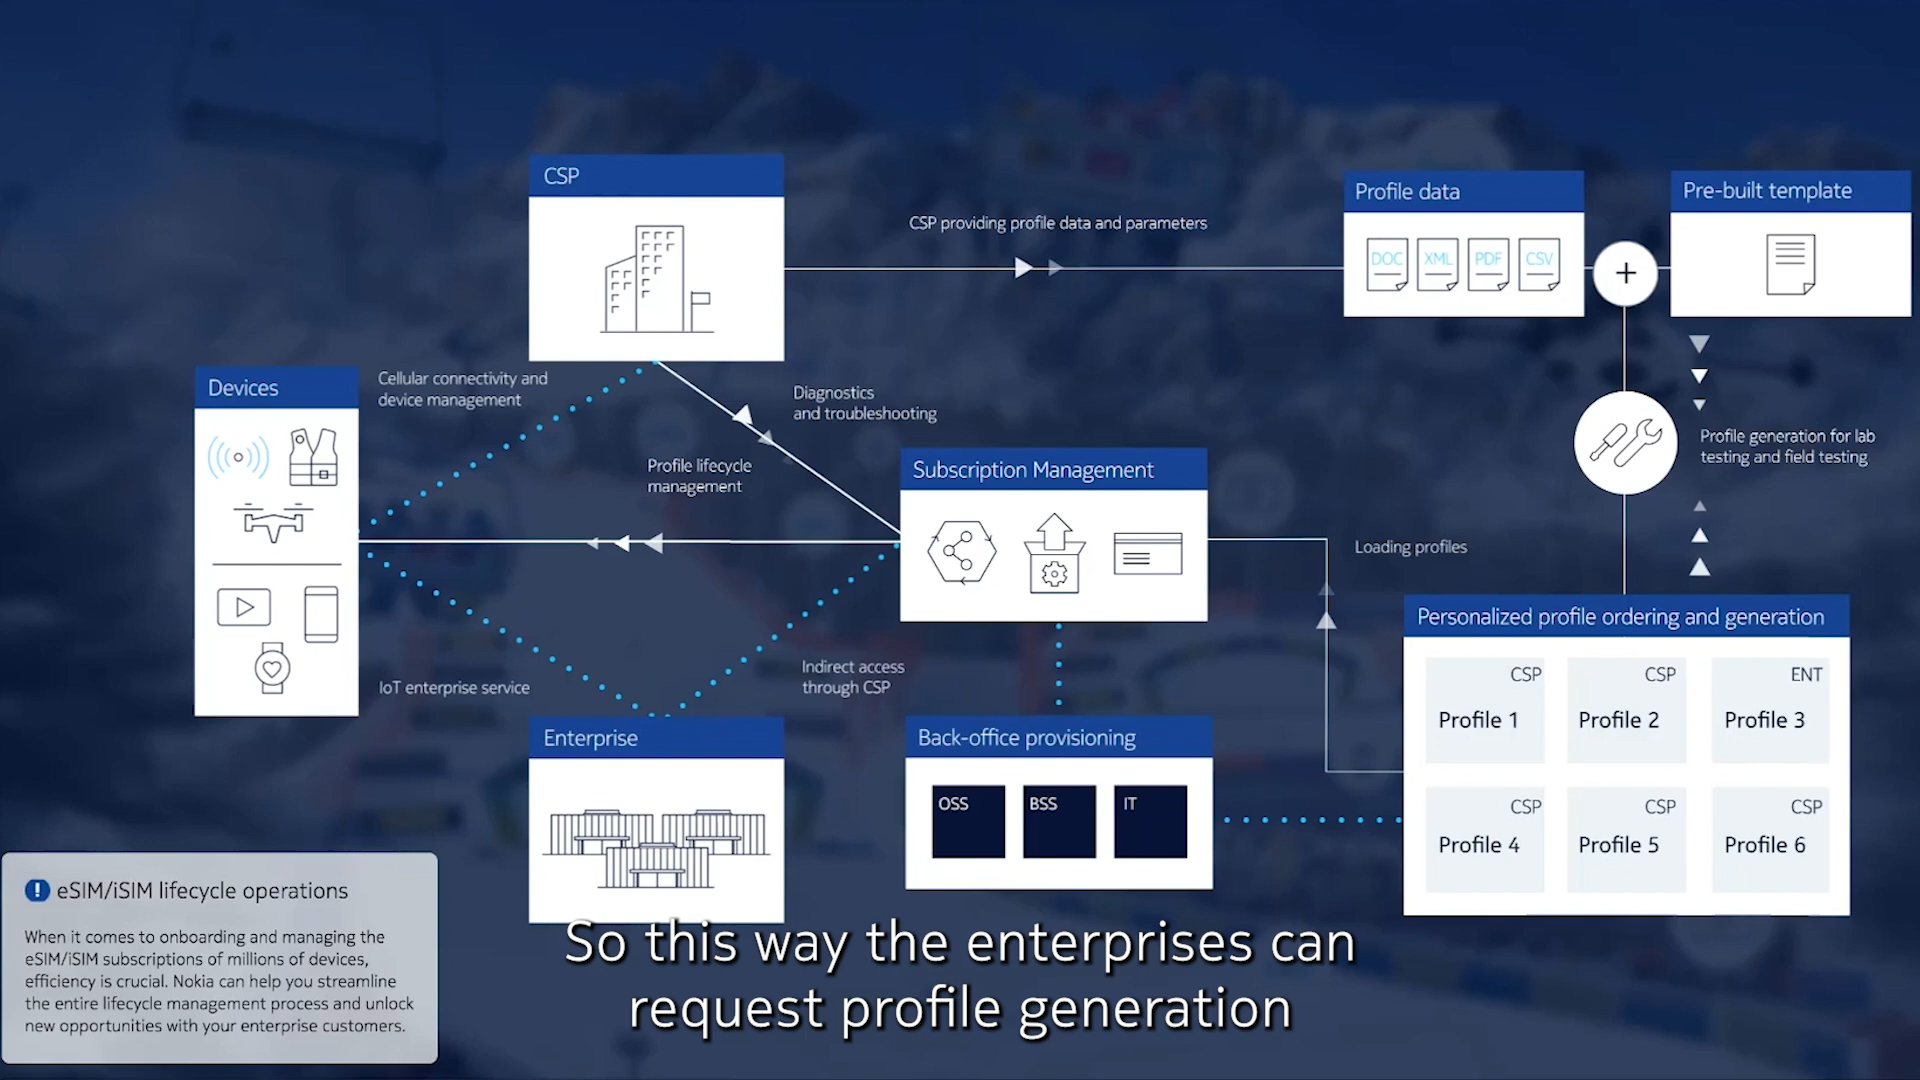 CSP
CSP providing profile data and parameters
Profile data
DOC
XML
PDF
CSV
+
Pre-built template
Devices
Cellular connectivity and
device management
Diagnostics
and troubleshooting
Profile lifecycle
management
Subscription Management
Profile generation for lab
testing and field testing
Loading profiles
Personalized profile ordering and generation
CSP
Profile 1
CSP
Profile 2
ENT
Profile 3
CSP
Profile 4
CSP
Profile 5
CSP
Profile 6
Indirect access
through CSP
IoT enterprise service
Enterprise
Back-office provisioning
OSS
BSS
IT
! eSIM/iSIM lifecycle operations
When it comes to onboarding and managing the
eSIM/iSIM subscriptions of millions of devices,
efficiency is crucial. Nokia can help you streamline
the entire lifecycle management process and unlock
new opportunities with your enterprise customers.
So this way the enterprises can
request profile generation